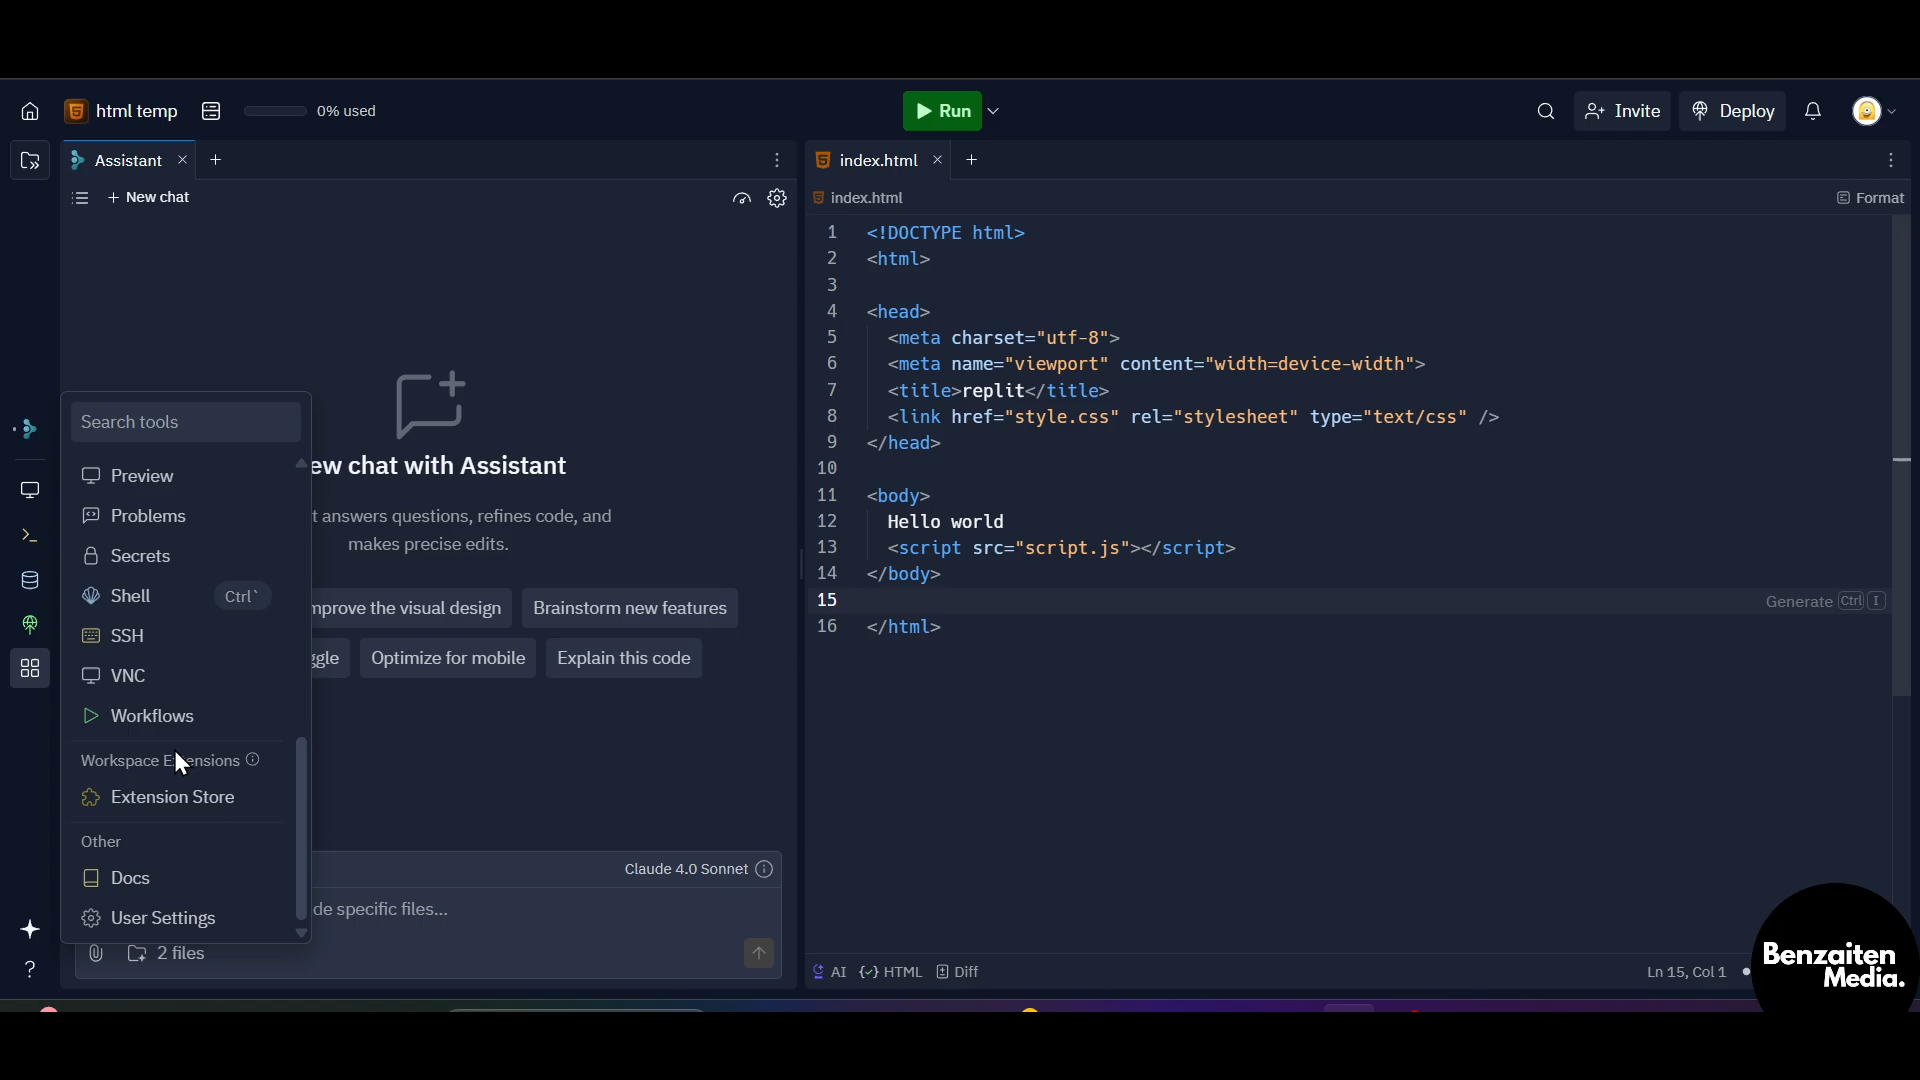 html temp
0% used
Run
Invite
Deploy
Assistant
index.html
New chat
index.html
Format
1 <!DOCTYPE html>
2 <html>
3
4 <head>
5 <meta charset="utf-8">
6 <meta name="viewport" content="width=device-width">
7 <title>replit</title>
8 <link href="style.css" rel="stylesheet" type="text/css" />
9 </head>
10
11 <body>
12 Hello world
13 <script src="script.js"></script>
14 </body>
15
Generate Ctrl I
16 </html>
Search tools
Preview
Problems
Secrets
Shell Ctrl `
SSH
VNC
Workflows
Workspace Extensions
Extension Store
Other
Docs
User Settings
ew chat with Assistant
t answers questions, refines code, and
makes precise edits.
mprove the visual design
Brainstorm new features
ggle
Optimize for mobile
Explain this code
Claude 4.0 Sonnet
de specific files...
2 files
AI
HTML
Diff
Ln 15, Col 1
Benzaiten
Media.